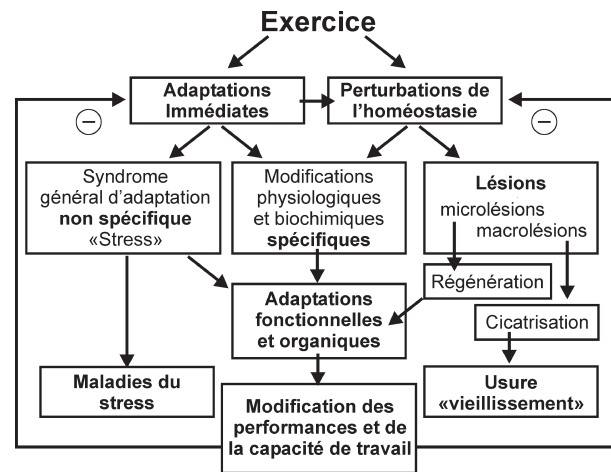 Exercice
Adaptations
Immédiates
Perturbations de
l'homéostasie
−
−
Syndrome
général d'adaptation
non spécifique
«Stress»
Modifications
physiologiques
et biochimiques
spécifiques
Lésions
microlésions
macrolésions
Régénération
Adaptations
fonctionnelles
et organiques
Cicatrisation
Maladies du
stress
Usure
«vieillissement»
Modification des
performances et de
la capacité de travail